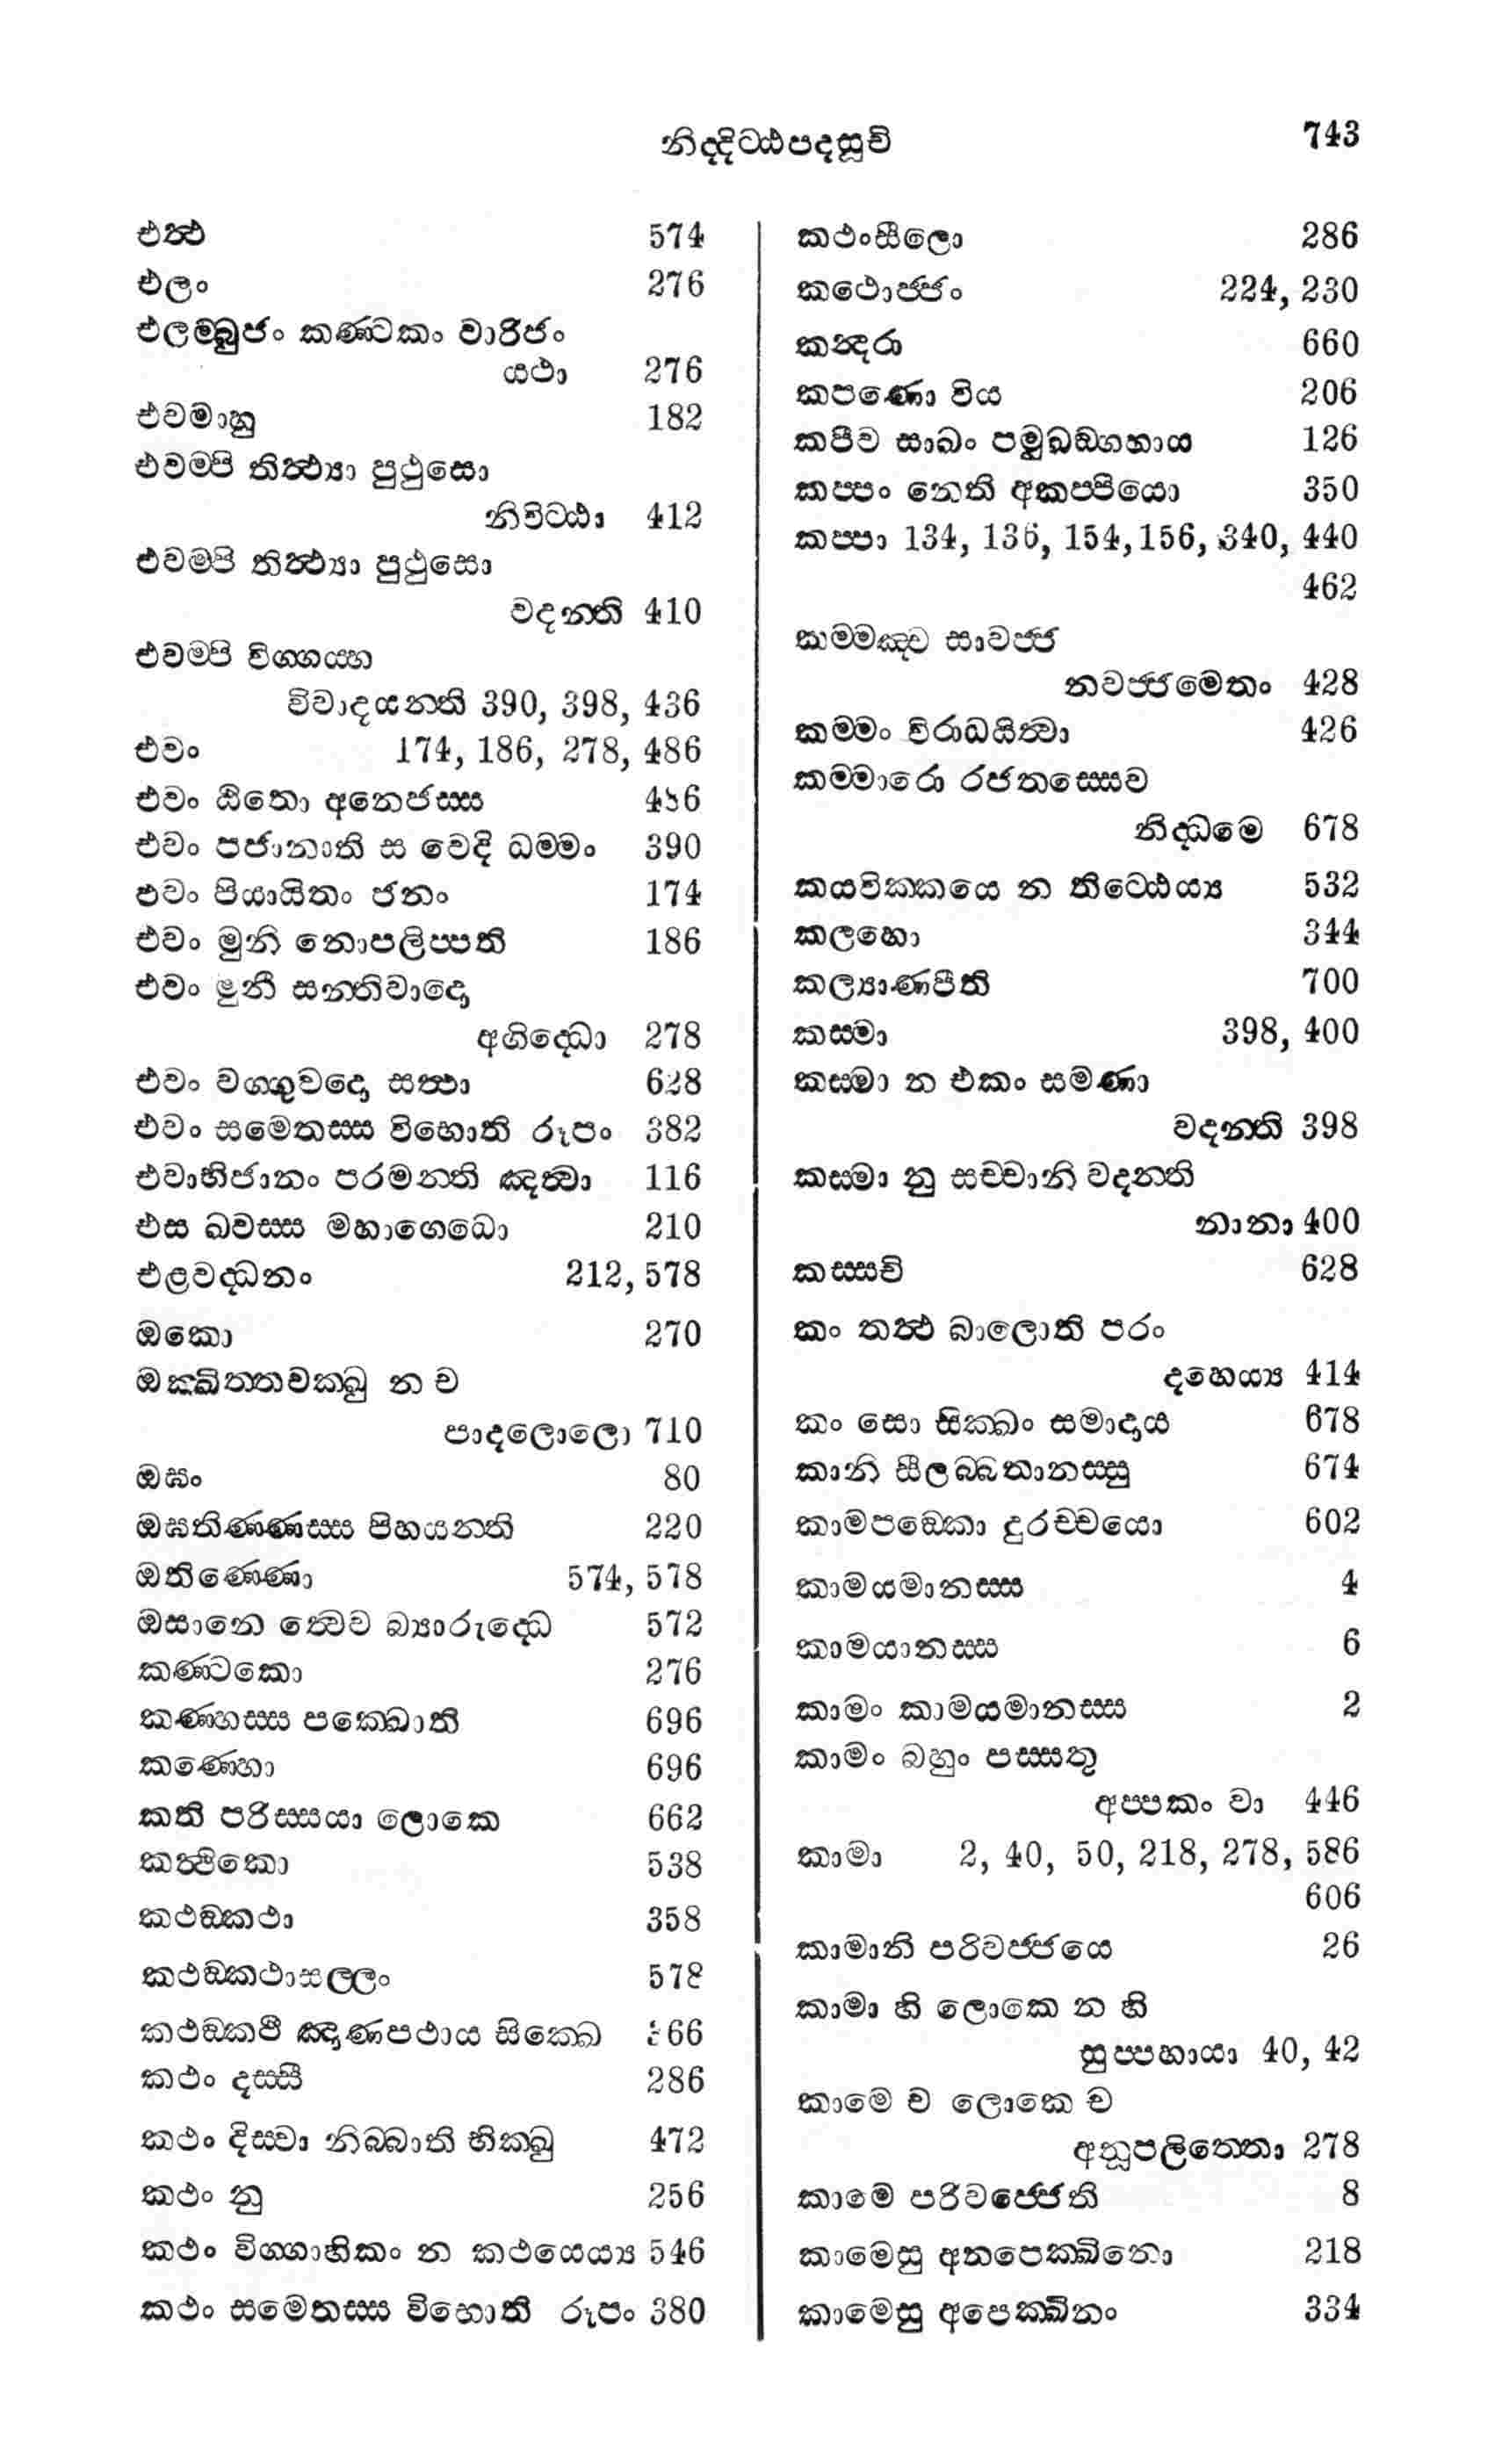 නිද්දිට්ඨපදසූචි 743
එත්ථ 574
එලං 276
එලම්බුජං කණ්ටකං වාරිජං
යථා 276
එවමාහු 182
එවම්පි තිත්ථ්‍යා පුථුසො
නිවිට්ඨා 412
එවම්පි තිත්ථ්‍යා පුථුසො
වදන්ති 410
එවම්පි විග්ගය්හ
විවාදයන්ති 390, 398, 436
එවං 174, 186, 278, 486
එවං ඨිතො අනෙජස්ස 486
එවං පජානාති ස වෙදි ධම්මං 390
එවං පියායිතං ජනං 174
එවං මුනි නොපලිප්පති 186
එවං මුනී සන්තිවාදො
අගිද්ධො 278
එවං වග්ගුවදො සත්ථා 628
එවං සමෙතස්ස විභොති රූපං 382
එවාභිජානං පරමන්ති ඤත්වා 116
එස ඛ්වස්ස මහාගෙධො 210
එළවද්ධනං 212, 578
ඔකො 270
ඔක්ඛිත්තචක්ඛු න ච
පාදලොලො 710
ඔඝං 80
ඔඝතිණ්ණස්ස පිහයන්ති 220
ඔතිණ්ණො 574, 578
ඔසානෙ ත්වෙව බ්‍යාරුද්ධෙ 572
කණ්ටකො 276
කණ්හස්ස පක්ඛොති 696
කණ්හො 696
කති පරිස්සයා ලොකෙ 662
කත්ථිකො 538
කථඞ්කථා 358
කථඞ්කථාසල්ලං 578
කථඞ්කථී ඤාණපථාය සික්ඛෙ 366
කථං දස්සී 286
කථං දිස්වා නිබ්බාති භික්ඛු 472
කථං නු 256
කථං විග්ගාහිකං න කථයෙය්‍ය 546
කථං සමෙතස්ස විභොති රූපං 380
කථංසීලො 286
කථොජ්ජං 224, 230
කන්දරා 660
කපණො විය 206
කපීව සාඛං පමුඛඞ්ගහාය 126
කප්පං නෙති අකප්පියො 350
කප්පා 134, 136, 154, 156, 340, 440
462
කම්මඤ්ච සාවජ්ජ
නවජ්ජමෙතං 428
කම්මං විරාධයිත්වා 426
කම්මාරො රජතස්සෙව
නිද්ධමෙ 678
කයවික්කයෙ න තිට්ඨෙය්‍ය 532
කලහො 344
කල්‍යාණපීති 700
කස්මා 398, 400
කස්මා න එකං සමණා
වදන්ති 398
කස්මා නු සච්චානි වදන්ති
නානා 400
කස්සචි 628
කං තත්ථ බාලොති පරං
දහෙය්‍ය 414
කං සො සික්ඛං සමාදාය 678
කානි සීලබ්බතානස්සු 674
කාමපඞ්කො දුරච්චයො 602
කාමයමානස්ස 4
කාමයානස්ස 6
කාමං කාමයමානස්ස 2
කාමං බහුං පස්සතු
අප්පකං වා 446
කාමා 2, 40, 50, 218, 278, 586
606
කාමානි පරිවජ්ජයෙ 26
කාමා හි ලොකෙ න හි
සුප්පහායා 40, 42
කාමෙ ච ලොකෙ ච
අනූපලිත්තො 278
කාමෙ පරිවජ්ජෙති 8
කාමෙසු අනපෙක්ඛිනො 218
කාමෙසු අපෙක්ඛිනං 334